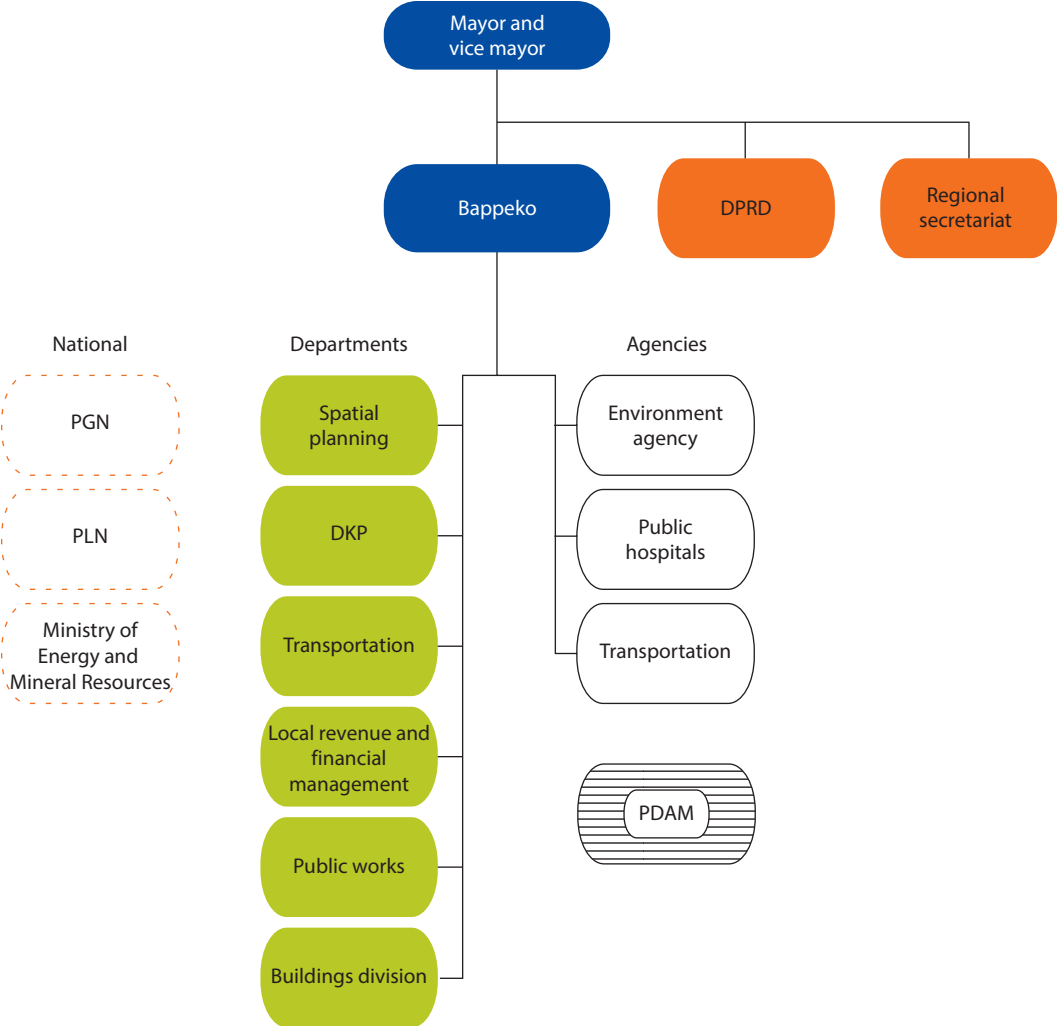 Mayor and
vice mayor
Bappeko
DPRD
Regional
secretariat
National
Departments
Agencies
PGN
Spatial
planning
Environment
agency
PLN
DKP
Public
hospitals
Ministry of
Energy and
Mineral Resources
Transportation
Transportation
Local revenue and
financial
management
PDAM
Public works
Buildings division